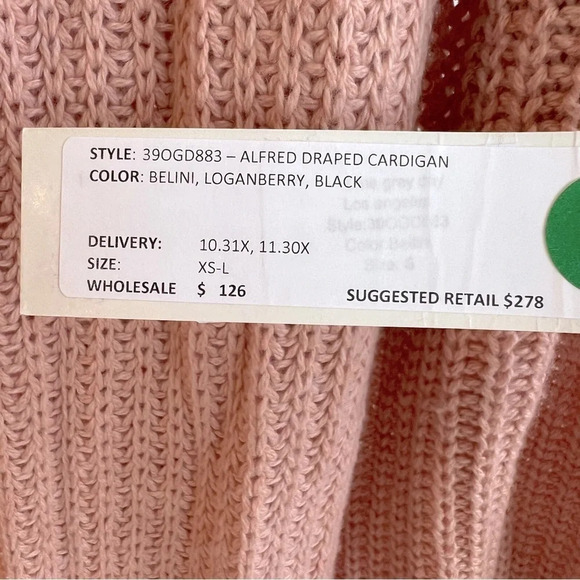 STYLE: 39OGD883 – ALFRED DRAPED CARDIGAN
COLOR: BELINI, LOGANBERRY, BLACK
DELIVERY: 10.31X, 11.30X
SIZE: XS-L
WHOLESALE $ 126
SUGGESTED RETAIL $278